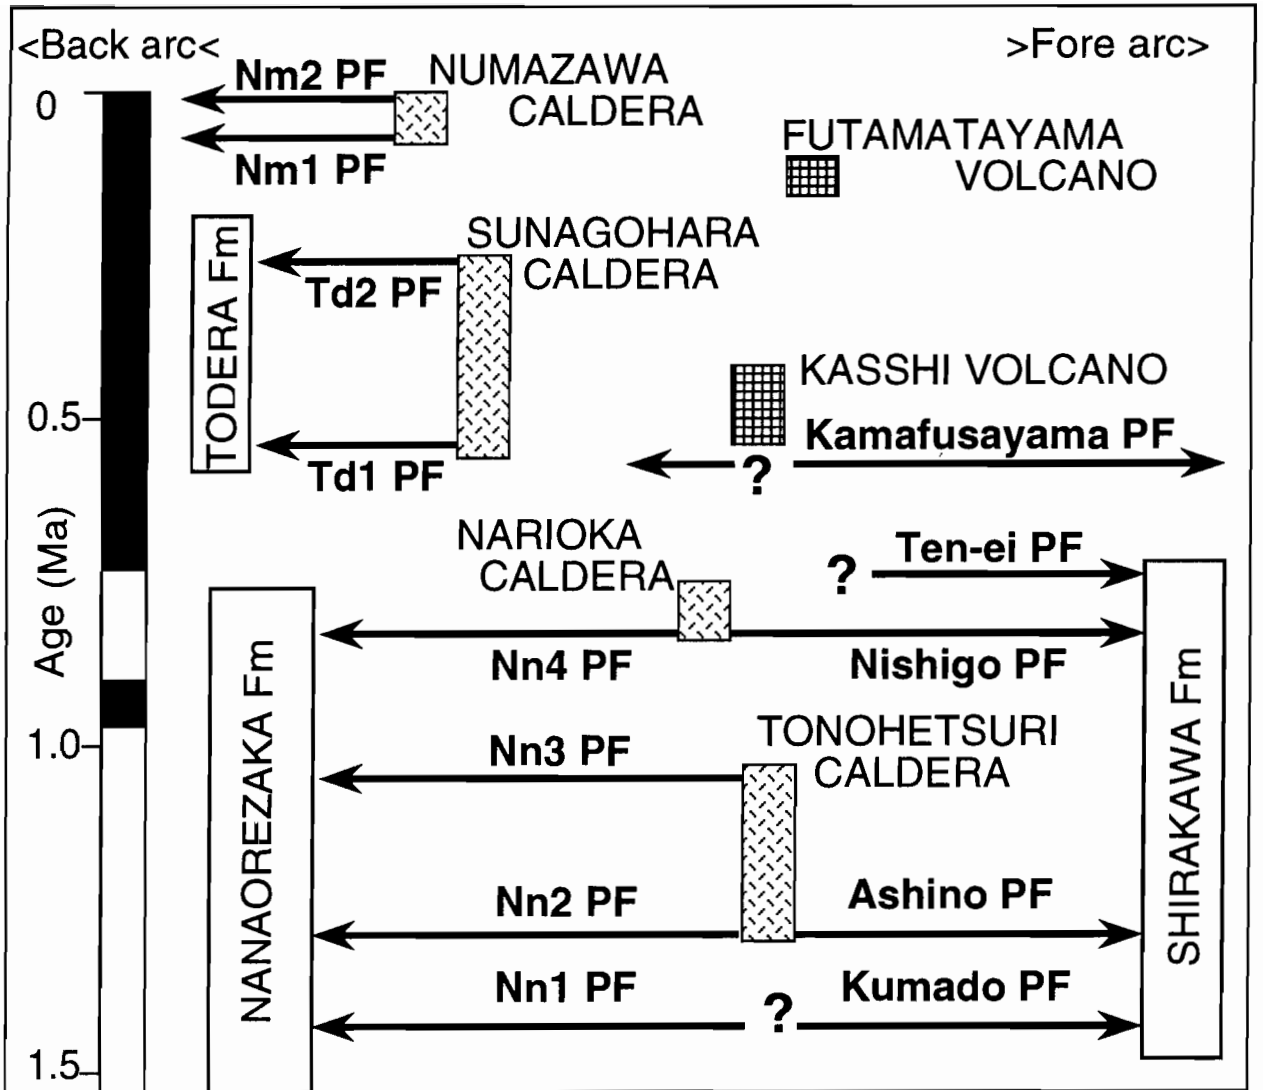 <Back arc<
>Fore arc>
Nm2 PF
NUMAZAWA
CALDERA
0
Nm1 PF
FUTAMATAYAMA
VOLCANO
SUNAGOHARA
CALDERA
Td2 PF
TODERA Fm
KASSHI VOLCANO
0.5
Kamafusayama PF
Td1 PF
?
NARIOKA
CALDERA
Ten-ei PF
?
Age (Ma)
Nn4 PF
Nishigo PF
NANAOREZAKA Fm
SHIRAKAWA Fm
1.0
Nn3 PF
TONOHETSURI
CALDERA
Nn2 PF
Ashino PF
Nn1 PF
Kumado PF
?
1.5